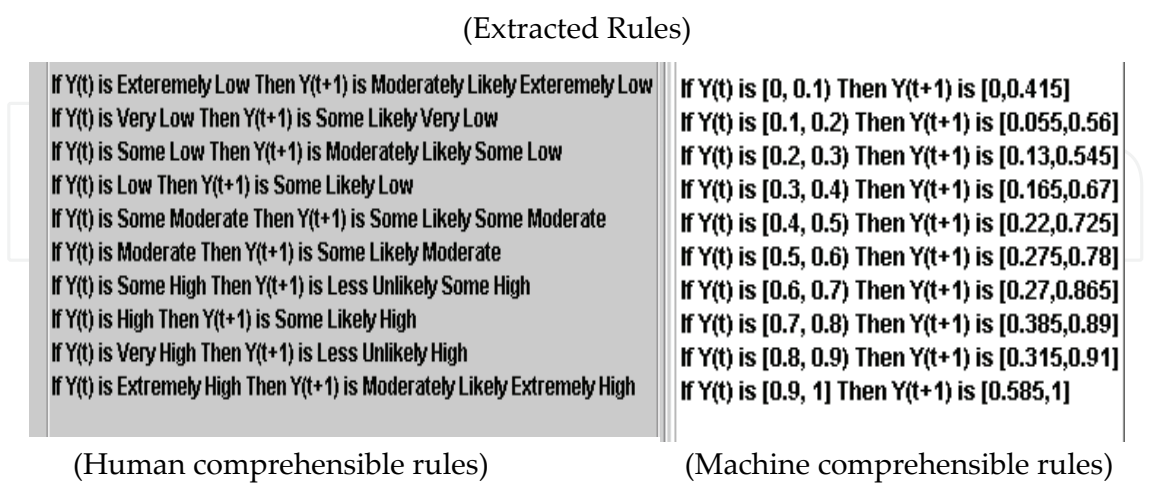 (Extracted Rules)
If Y(t) is Exteremely Low Then Y(t+1) is Moderately Likely Exteremely Low
If Y(t) is Very Low Then Y(t+1) is Some Likely Very Low
If Y(t) is Some Low Then Y(t+1) is Moderately Likely Some Low
If Y(t) is Low Then Y(t+1) is Some Likely Low
If Y(t) is Some Moderate Then Y(t+1) is Some Likely Some Moderate
If Y(t) is Moderate Then Y(t+1) is Some Likely Moderate
If Y(t) is Some High Then Y(t+1) is Less Unlikely Some High
If Y(t) is High Then Y(t+1) is Some Likely High
If Y(t) is Very High Then Y(t+1) is Less Unlikely High
If Y(t) is Extremely High Then Y(t+1) is Moderately Likely Extremely High
If Y(t) is [0, 0.1) Then Y(t+1) is [0,0.415]
If Y(t) is [0.1, 0.2) Then Y(t+1) is [0.055,0.56]
If Y(t) is [0.2, 0.3) Then Y(t+1) is [0.13,0.545]
If Y(t) is [0.3, 0.4) Then Y(t+1) is [0.165,0.67]
If Y(t) is [0.4, 0.5) Then Y(t+1) is [0.22,0.725]
If Y(t) is [0.5, 0.6) Then Y(t+1) is [0.275,0.78]
If Y(t) is [0.6, 0.7) Then Y(t+1) is [0.27,0.865]
If Y(t) is [0.7, 0.8) Then Y(t+1) is [0.385,0.89]
If Y(t) is [0.8, 0.9) Then Y(t+1) is [0.315,0.91]
If Y(t) is [0.9, 1] Then Y(t+1) is [0.585,1]
(Human comprehensible rules)
(Machine comprehensible rules)